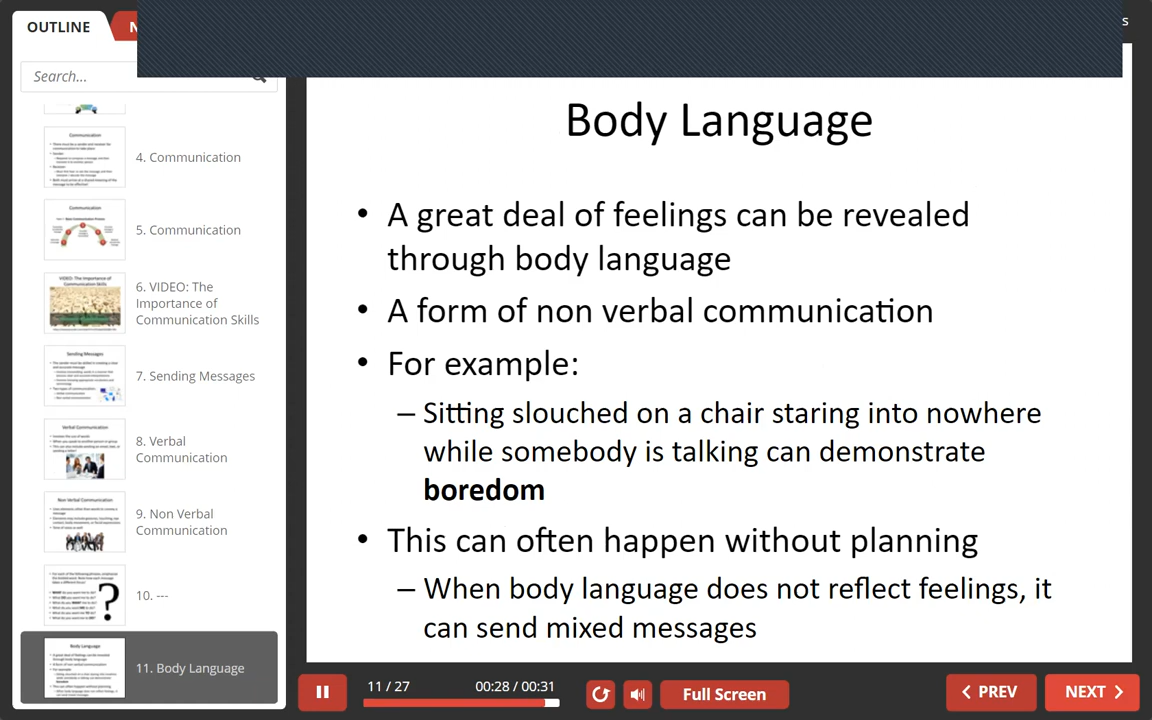 OUTLINE
N
s
Search...
4. Communication
5. Communication
6. VIDEO: The
Importance of
Communication Skills
7. Sending Messages
8. Verbal
Communication
9. Non Verbal
Communication
10. ---
11. Body Language
Body Language
• A great deal of feelings can be revealed
through body language
• A form of non verbal communication
• For example:
– Sitting slouched on a chair staring into nowhere
while somebody is talking can demonstrate
boredom
• This can often happen without planning
– When body language does not reflect feelings, it
can send mixed messages
11 / 27
00:28 / 00:31
Full Screen
PREV
NEXT